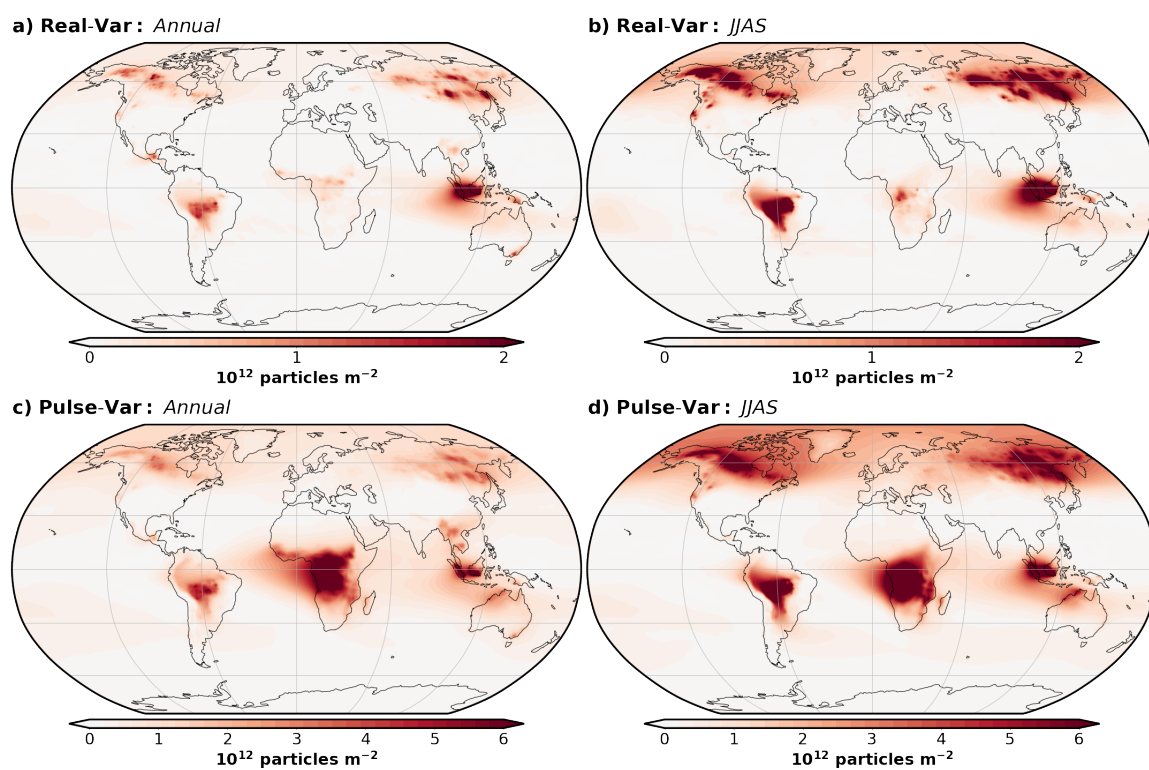 a) Real-Var: Annual
b) Real-Var: JJAS
0 1 2
10¹² particles m⁻²
0 1 2
10¹² particles m⁻²
c) Pulse-Var: Annual
d) Pulse-Var: JJAS
0 1 2 3 4 5 6
10¹² particles m⁻²
0 1 2 3 4 5 6
10¹² particles m⁻²